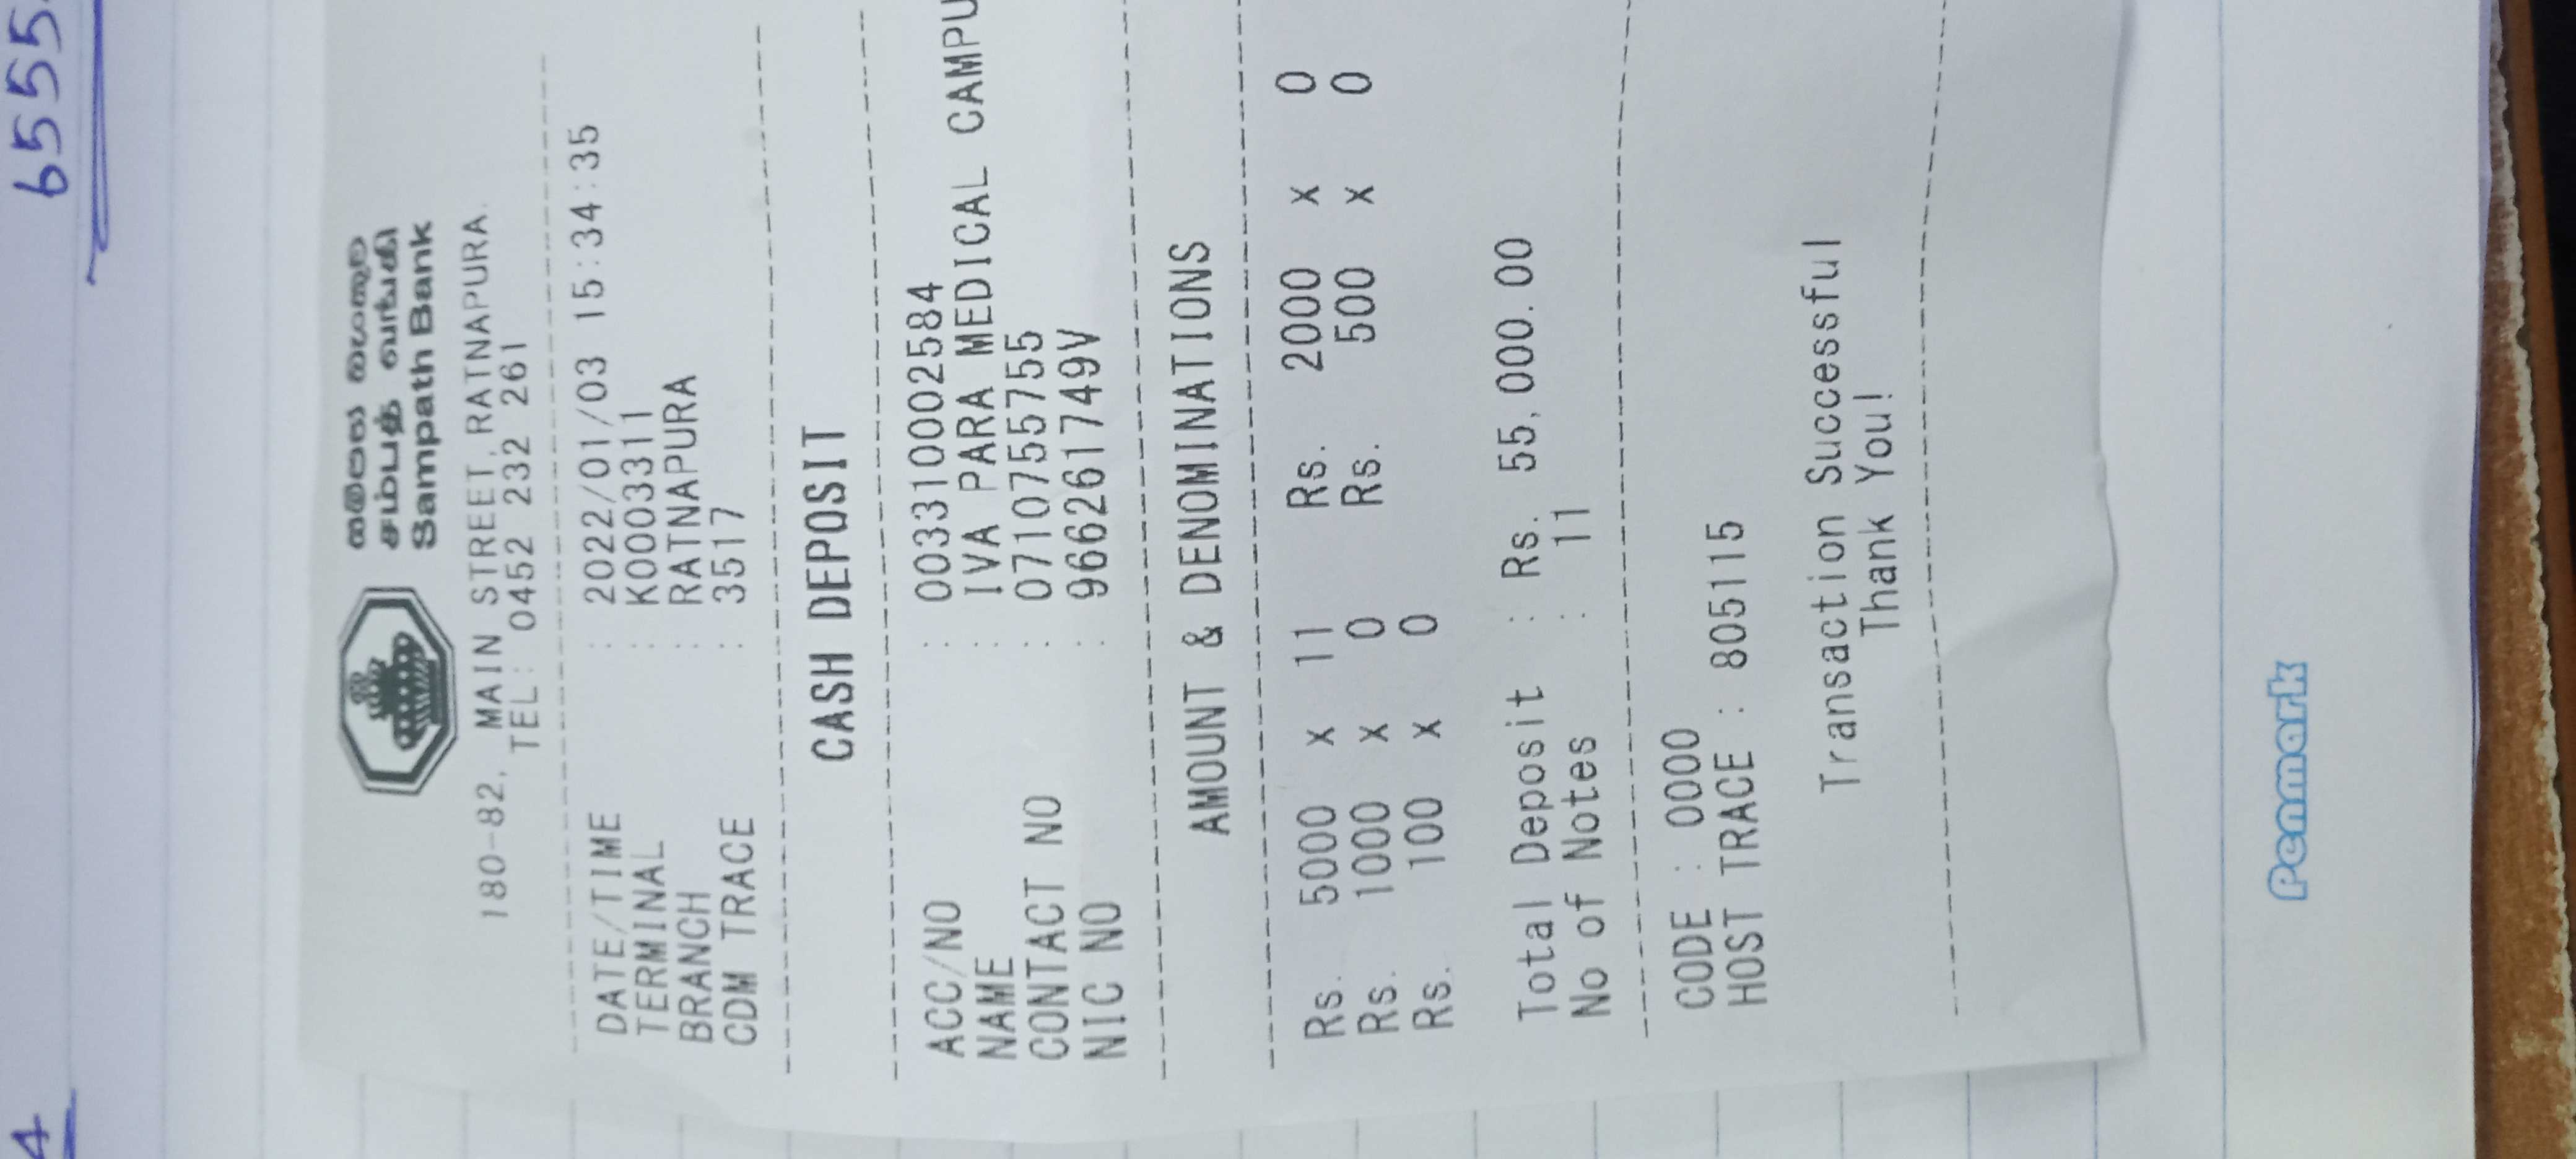 6555
4
සම්පත් බැංකුව
சம்பத் வங்கி
Sampath Bank
180-82, MAIN STREET, RATNAPURA.
TEL: 0452 232 261
DATE/TIME : 2022/01/03 15:34:35
TERMINAL : K0003311
BRANCH : RATNAPURA
CDM TRACE : 3517
CASH DEPOSIT
ACC/NO : 003310002584
NAME : IVA PARA MEDICAL CAMPU
CONTACT NO : 0710755755
NIC NO : 966261749V
AMOUNT & DENOMINATIONS
Rs. 5000 x 11 Rs. 2000 x 0
Rs. 1000 x 0 Rs. 500 x 0
Rs. 100 x 0
Total Deposit : Rs. 55,000.00
No of Notes : 11
CODE : 0000
HOST TRACE : 805115
Transaction Successful
Thank You!
Penmark